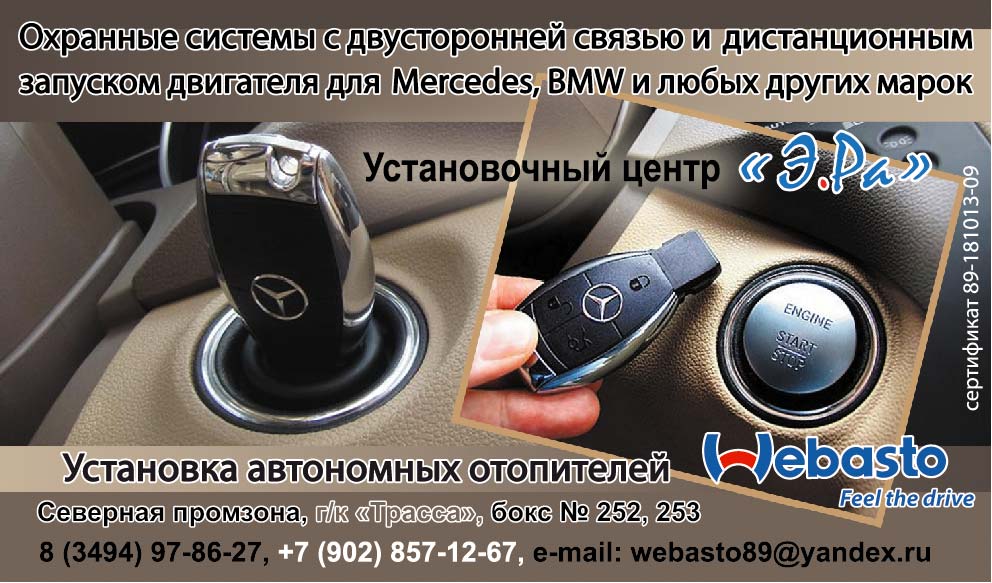 Охранные системы с двусторонней связью и дистанционным
запуском двигателя для Mercedes, BMW и любых других марок
Установочный центр «Э.Ра»
сертификат 89-181013-09
ENGINE
START
STOP
Установка автономных отопителей
Webasto
Feel the drive
Северная промзона, г/к «Трасса», бокс № 252, 253
8 (3494) 97-86-27, +7 (902) 857-12-67, e-mail: webasto89@yandex.ru